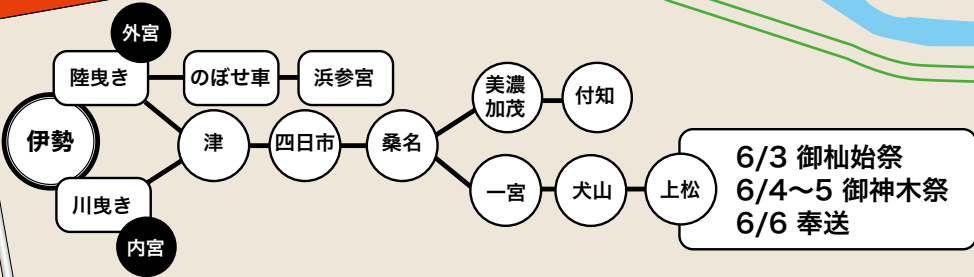 外宮
陸曳き
のぼせ車
浜参宮
伊勢
川曳き
内宮
津
四日市
桑名
美濃
加茂
付知
一宮
犬山
上松
6/3 御杣始祭
6/4〜5 御神木祭
6/6 奉送